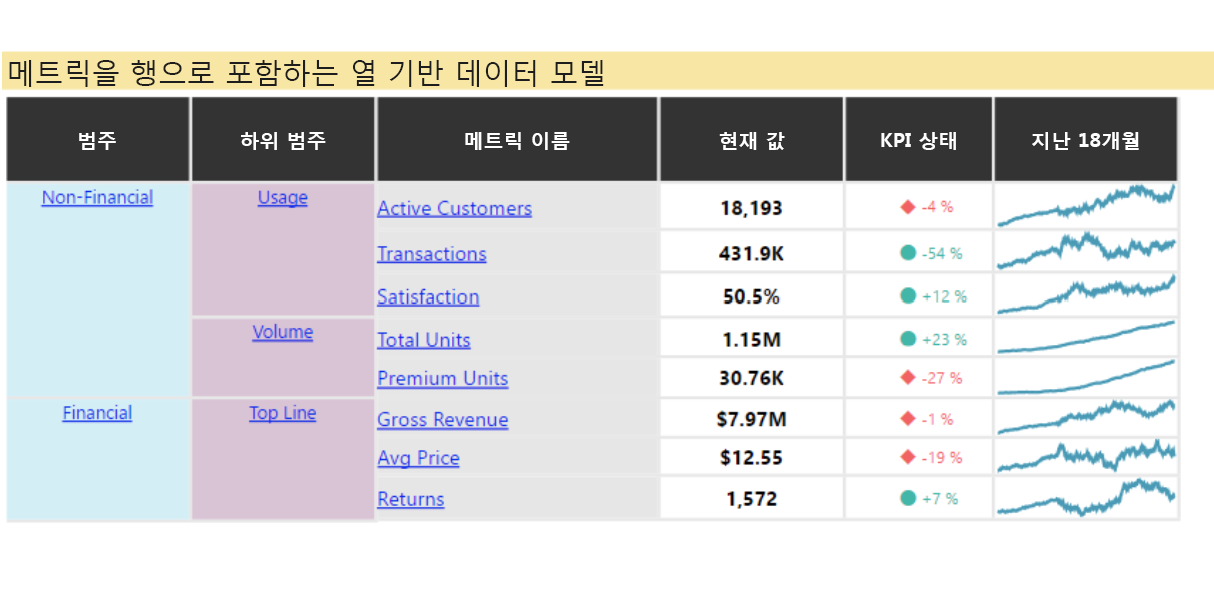 메트릭을 행으로 포함하는 열 기반 데이터 모델
범주 하위 범주 메트릭 이름 현재 값 KPI 상태 지난 18개월
Non-Financial Usage Active Customers 18,193 -4 %
Transactions 431.9K -54 %
Satisfaction 50.5% +12 %
Volume Total Units 1.15M +23 %
Premium Units 30.76K -27 %
Financial Top Line Gross Revenue $7.97M -1 %
Avg Price $12.55 -19 %
Returns 1,572 +7 %